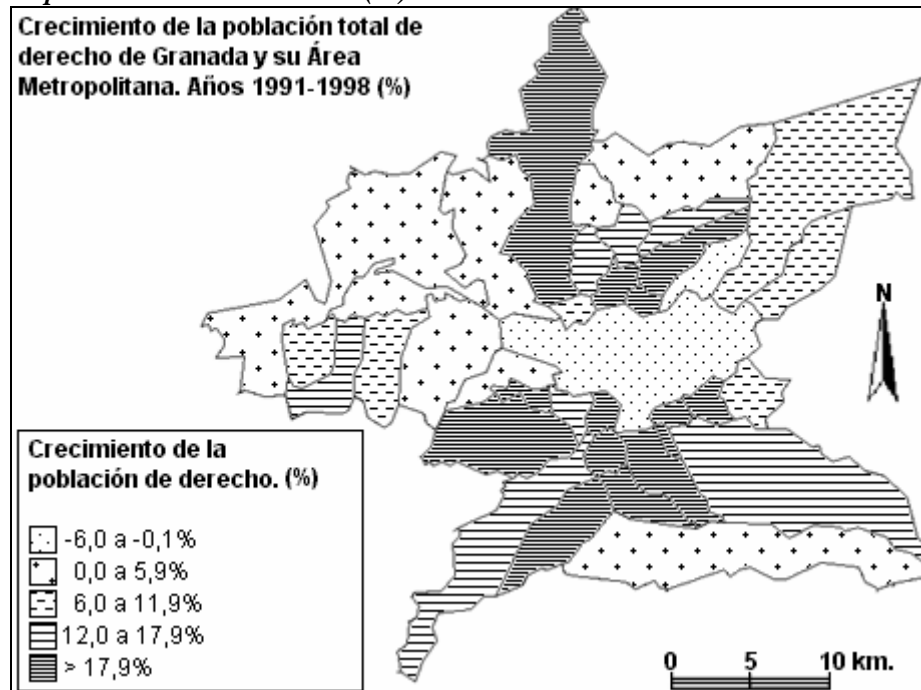 Crecimiento de la población total de
derecho de Granada y su Área
Metropolitana. Años 1991-1998 (%)
N
Crecimiento de la
población de derecho. (%)
-6,0 a -0,1%
0,0 a 5,9%
6,0 a 11,9%
12,0 a 17,9%
> 17,9%
0 5 10 km.